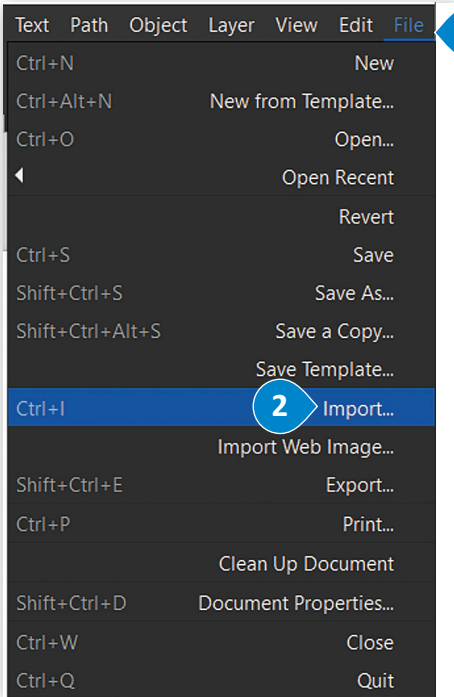 File Edit View Layer Object Path Text
New Ctrl+N
New from Template... Ctrl+Alt+N
Open... Ctrl+O
Open Recent
Revert
Save Ctrl+S
Save As... Shift+Ctrl+S
Save a Copy... Shift+Ctrl+Alt+S
Save Template...
2 Import... Ctrl+I
Import Web Image...
Export... Shift+Ctrl+E
Print... Ctrl+P
Clean Up Document
Document Properties... Shift+Ctrl+D
Close Ctrl+W
Quit Ctrl+Q